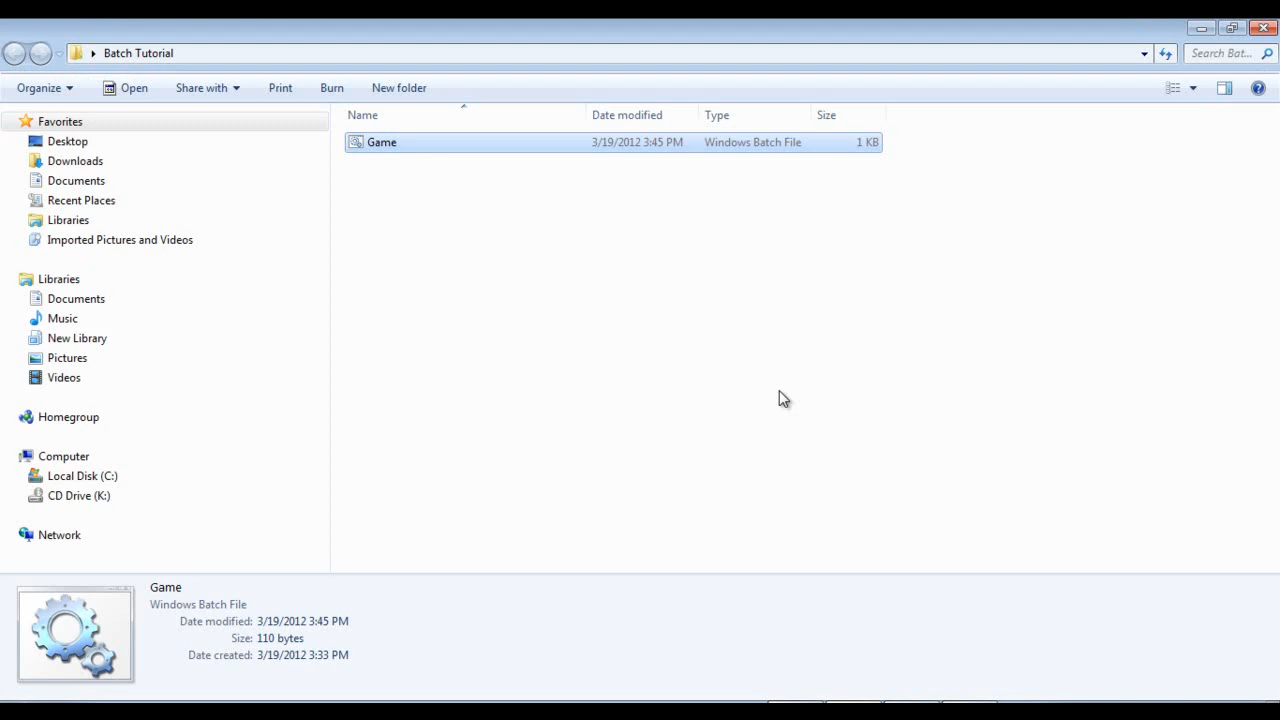 Batch Tutorial
Search Bat...
Organize Open Share with Print Burn New folder
Name Date modified Type Size
Game 3/19/2012 3:45 PM Windows Batch File 1 KB
Favorites
Desktop
Downloads
Documents
Recent Places
Libraries
Imported Pictures and Videos
Libraries
Documents
Music
New Library
Pictures
Videos
Homegroup
Computer
Local Disk (C:)
CD Drive (K:)
Network
Game
Windows Batch File
Date modified: 3/19/2012 3:45 PM
Size: 110 bytes
Date created: 3/19/2012 3:33 PM